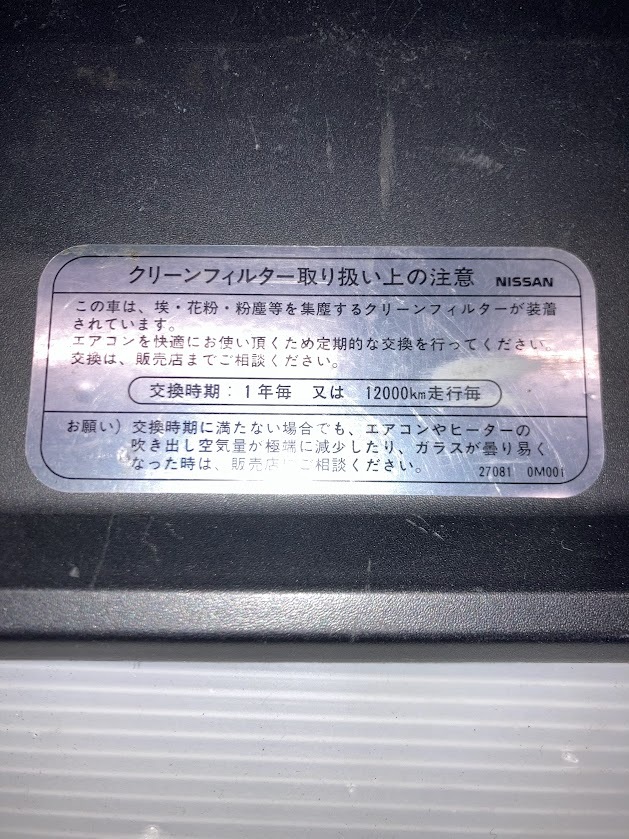 クリーンフィルター取り扱い上の注意 NISSAN
この車は、埃・花粉・粉塵等を集塵するクリーンフィルターが装着
されています。
エアコンを快適にお使い頂くため定期的な交換を行ってください。
交換は、販売店までご相談ください。
交換時期：1年毎 又は 12000km走行毎
お願い）交換時期に満たない場合でも、エアコンやヒーターの
吹き出し空気量が極端に減少したり、ガラスが曇り易く
なった時は、販売店にご相談ください。
27081 0M001